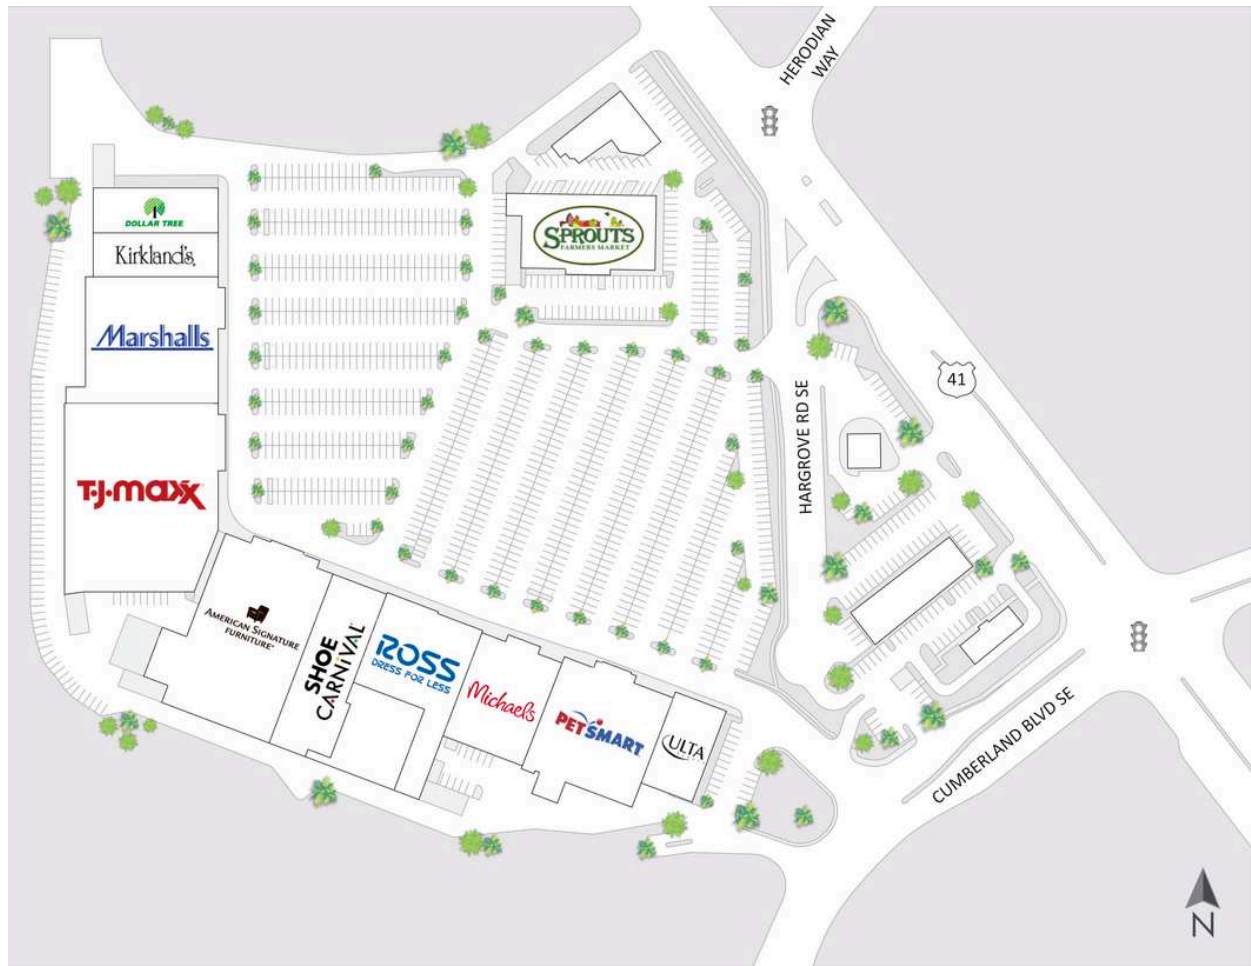 HERODIAN
WAY
DOLLAR TREE
Kirkland's
SPROUTS
FARMERS MARKET
Marshalls
41
HARGROVE RD SE
T·J·maxx
AMERICAN SIGNATURE
FURNITURE
SHOE
CARNIVAL
ROSS
DRESS FOR LESS
Michaels
PETSMART
ULTA
CUMBERLAND BLVD SE
N